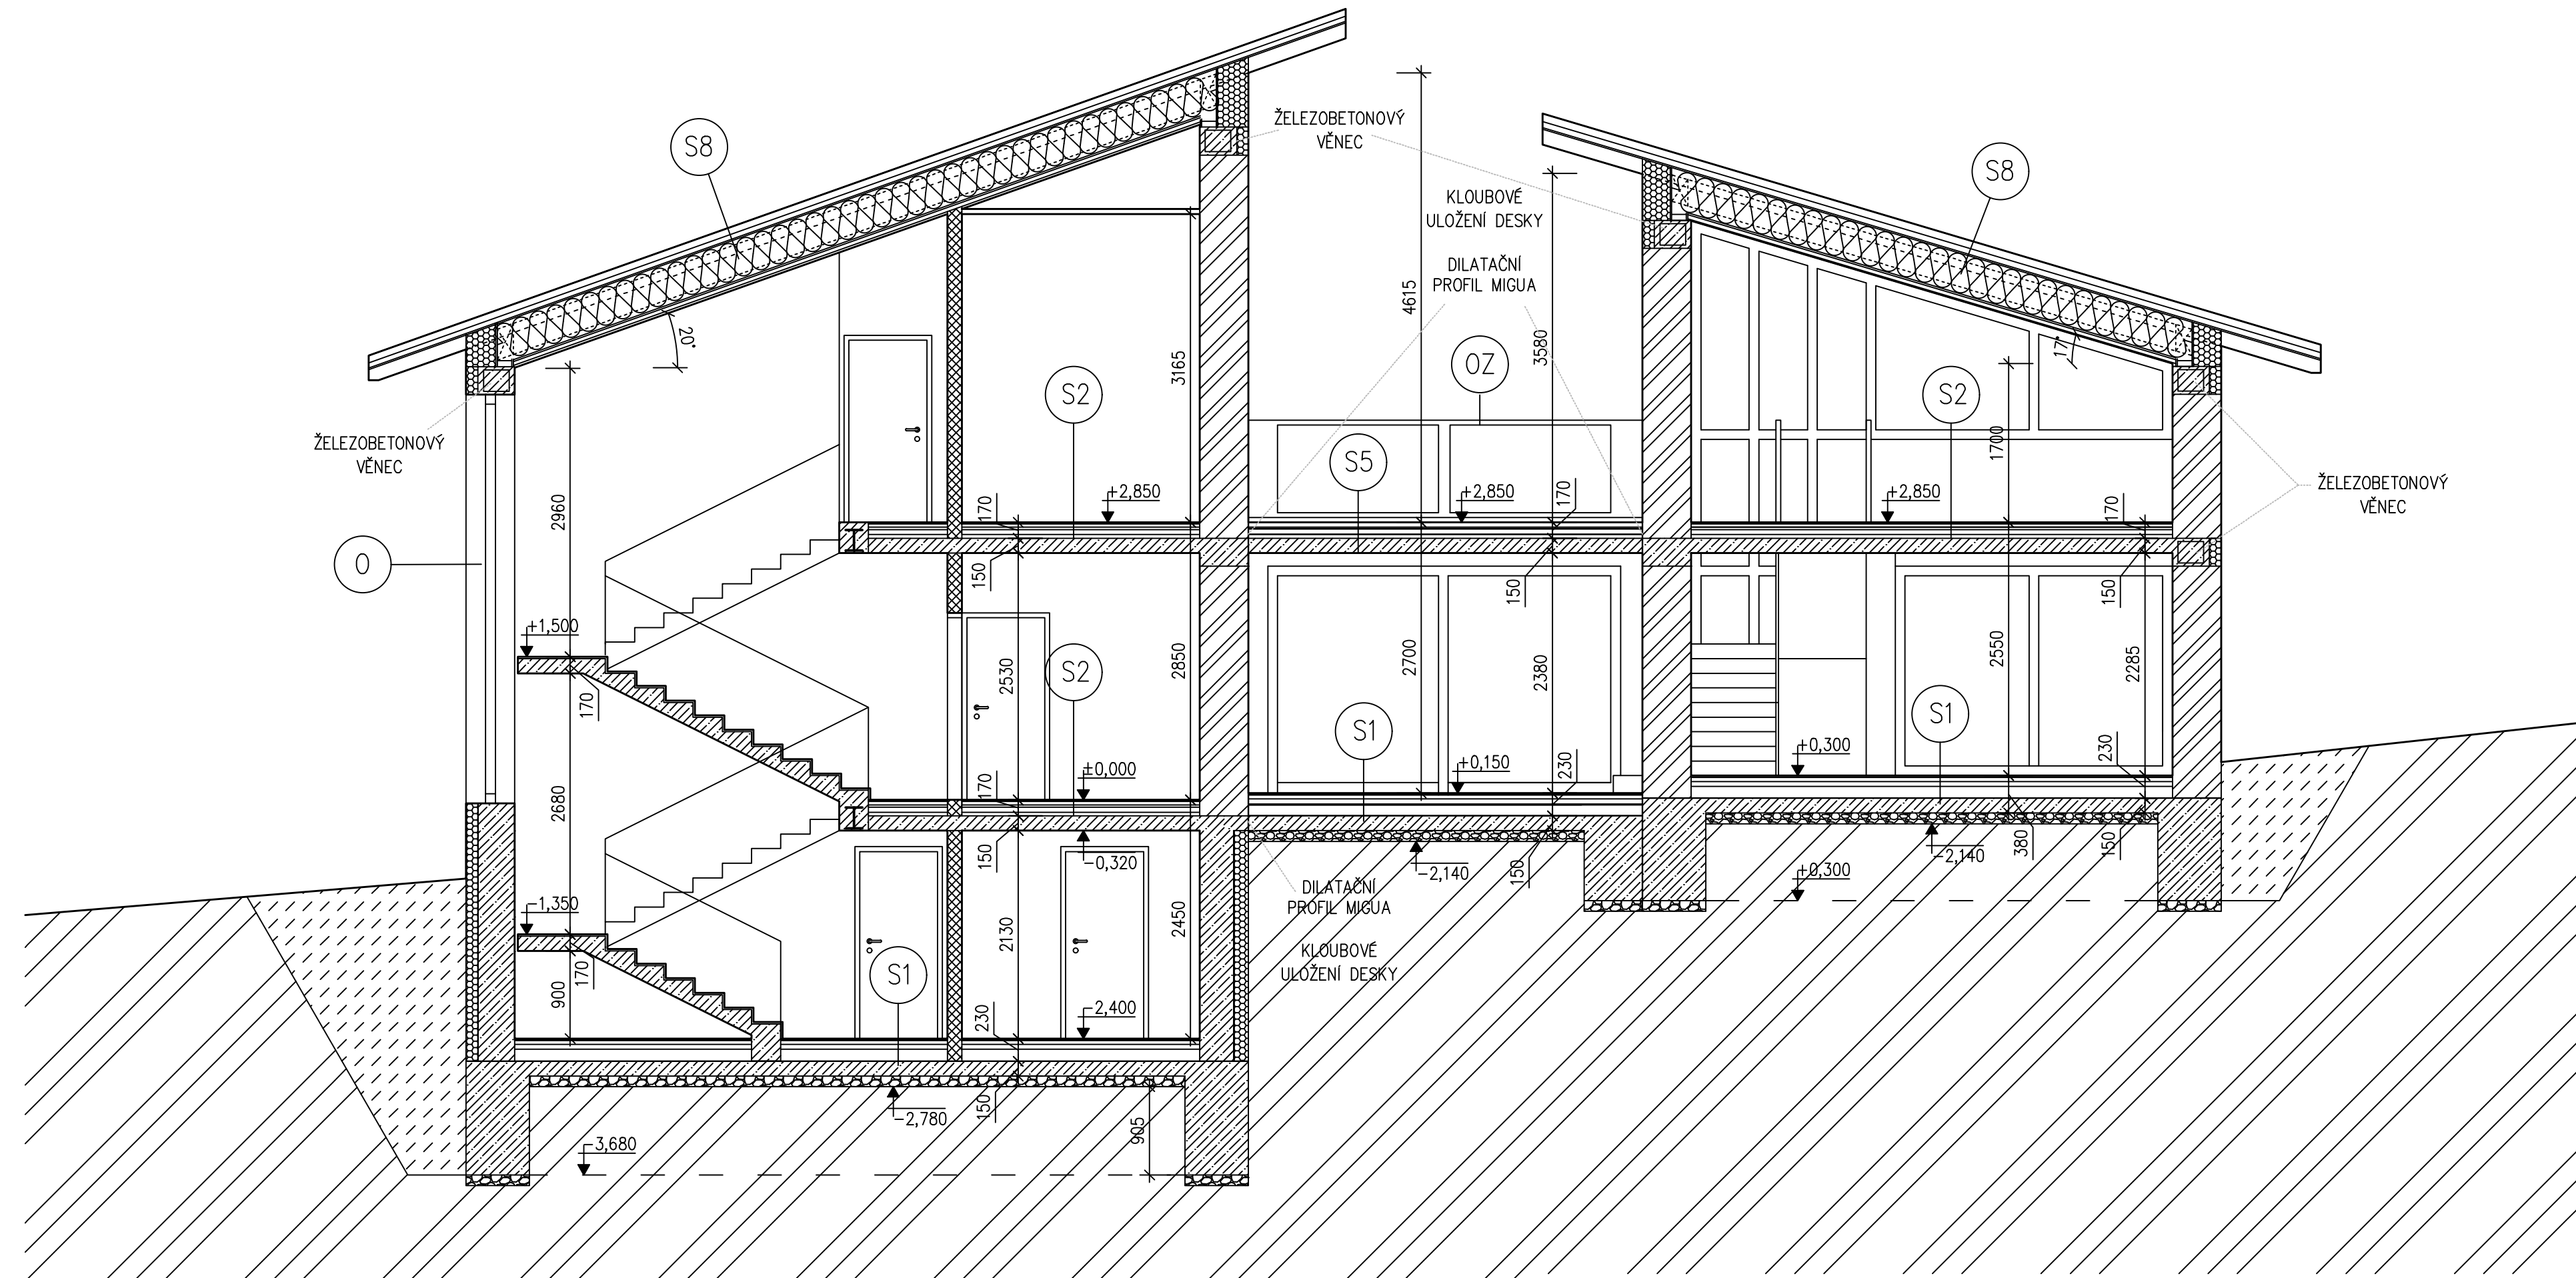 ŽELEZOBETONOVÝ
VĚNEC
S8
S8
KLOUBOVÉ
ULOŽENÍ DESKY
DILATAČNÍ
PROFIL MIGUA
4615
3580
20°
17°
3165
S2
OZ
S2
ŽELEZOBETONOVÝ
VĚNEC
1700
S5
ŽELEZOBETONOVÝ
VĚNEC
2960
170
+2,850
+2,850
170
+2,850
170
O
150
150
150
+1,500
170
2530
S2
2850
2700
2380
2550
2285
S1
S1
2680
170
±0,000
+0,150
230
+0,300
230
150
-0,320
-2,140
150
-2,140
380
150
+0,300
-1,350
DILATAČNÍ
PROFIL MIGUA
KLOUBOVÉ
ULOŽENÍ DESKY
170
900
S1
2130
2450
230
-2,400
-2,780
150
905
-3,680